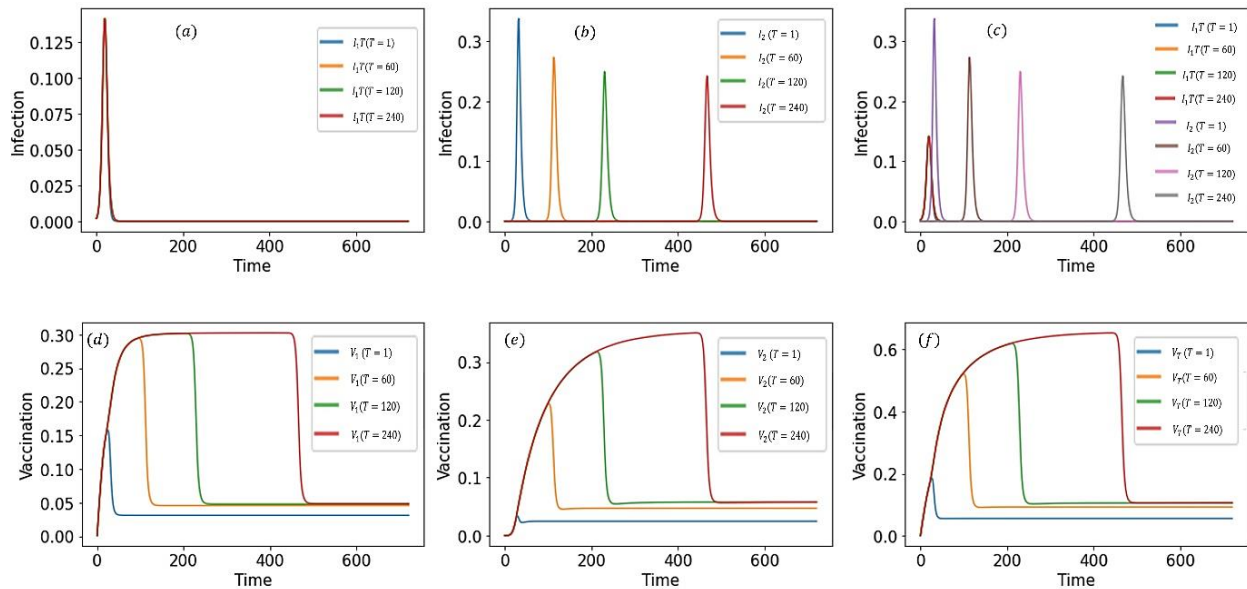 (a)
I₁T(T = 1)
I₁T(T = 60)
I₁T(T = 120)
I₁T(T = 240)
0.125
0.100
0.075
0.050
0.025
0.000
Infection
0 200 400 600
Time
(b)
I₂ (T = 1)
I₂(T = 60)
I₂(T = 120)
I₂(T = 240)
0.3
0.2
0.1
0.0
Infection
0 200 400 600
Time
(c)
I₁T (T = 1)
I₁T(T = 60)
I₁T(T = 120)
I₁T(T = 240)
I₂ (T = 1)
I₂(T = 60)
I₂(T = 120)
I₂(T = 240)
0.3
0.2
0.1
0.0
Infection
0 200 400 600
Time
(d)
V₁ (T = 1)
V₁(T = 60)
V₁(T = 120)
V₁(T = 240)
0.30
0.25
0.20
0.15
0.10
0.05
0.00
Vaccination
0 200 400 600
Time
(e)
V₂ (T = 1)
V₂(T = 60)
V₂(T = 120)
V₂(T = 240)
0.3
0.2
0.1
0.0
Vaccination
0 200 400 600
Time
(f)
V_T (T = 1)
V_T(T = 60)
V_T(T = 120)
V_T(T = 240)
0.6
0.4
0.2
0.0
Vaccination
0 200 400 600
Time